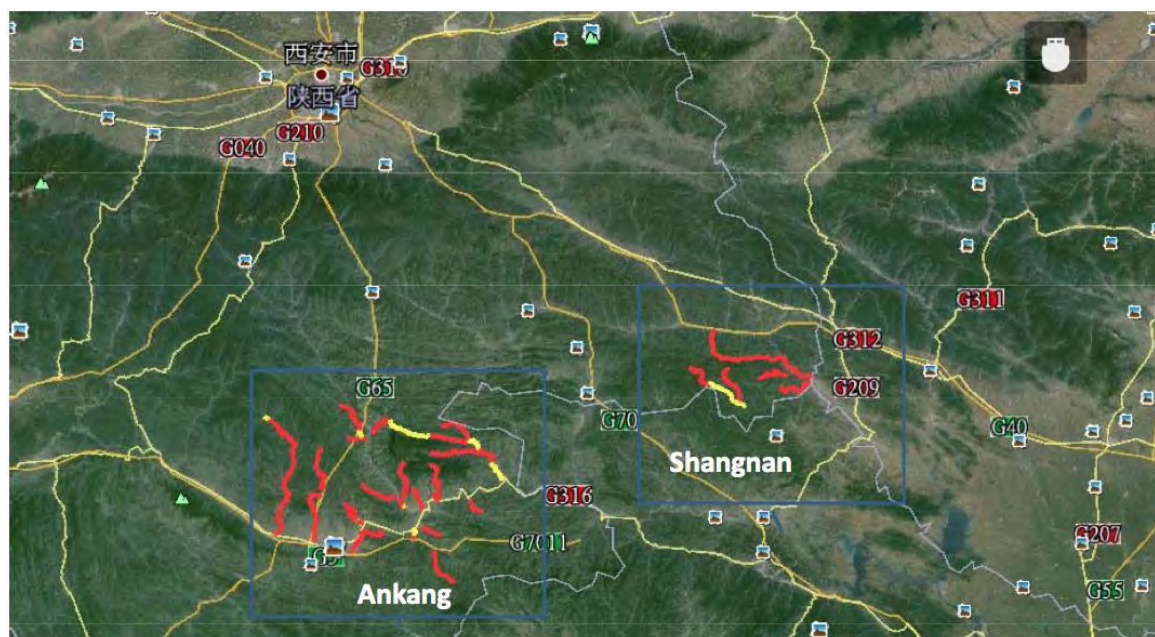 西安市
G310
陕西省
G210
G040
G311
G312
G65
G209
G70
G40
Shangnan
G316
G207
G7011
G55
Ankang